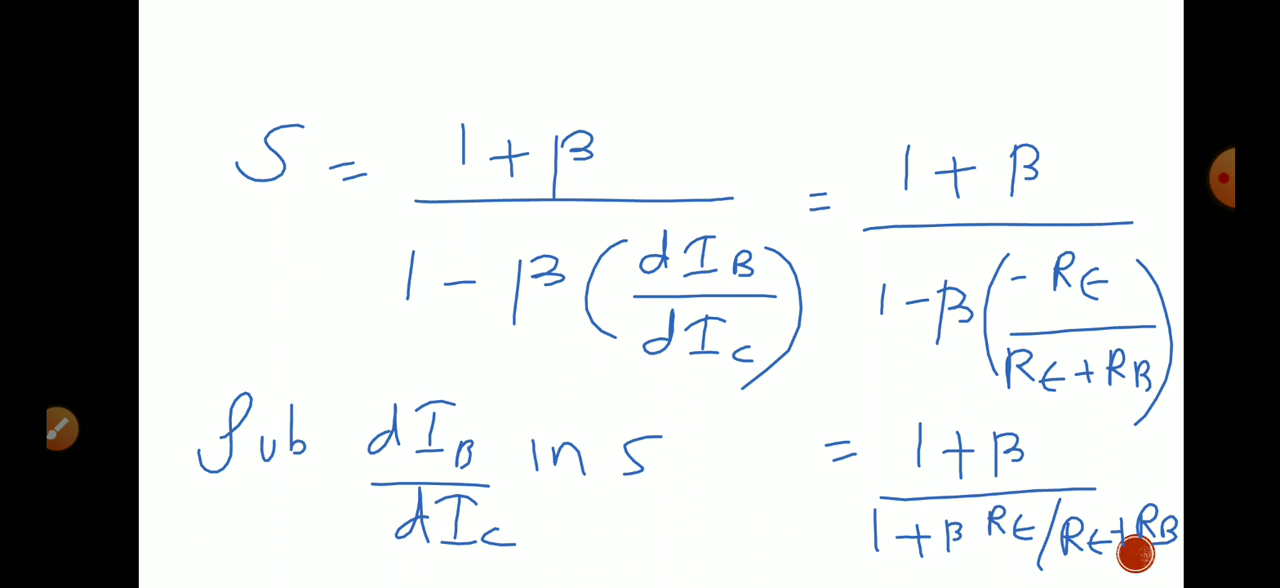 S = 1 + β / 1 - β (dI_B / dI_C) = 1 + β / 1 - β (- R_E / R_E + R_B)
Sub dI_B / dI_C in S = 1 + β / 1 + β R_E / R_E + R_B